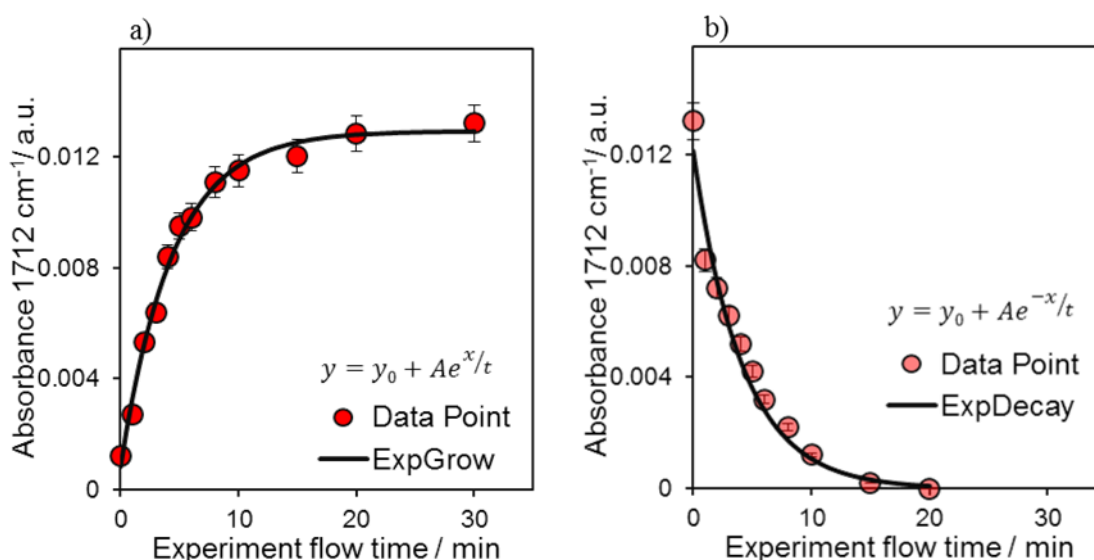 a)
Absorbance 1712 cm⁻¹/ a.u.
0.012
0.008
0.004
0
y = y₀ + Ae^x/t
Data Point
ExpGrow
0 10 20 30
Experiment flow time / min
b)
Absorbance 1712 cm⁻¹/ a.u.
0.012
0.008
0.004
0
y = y₀ + Ae^−x/t
Data Point
ExpDecay
0 10 20 30
Experiment flow time / min